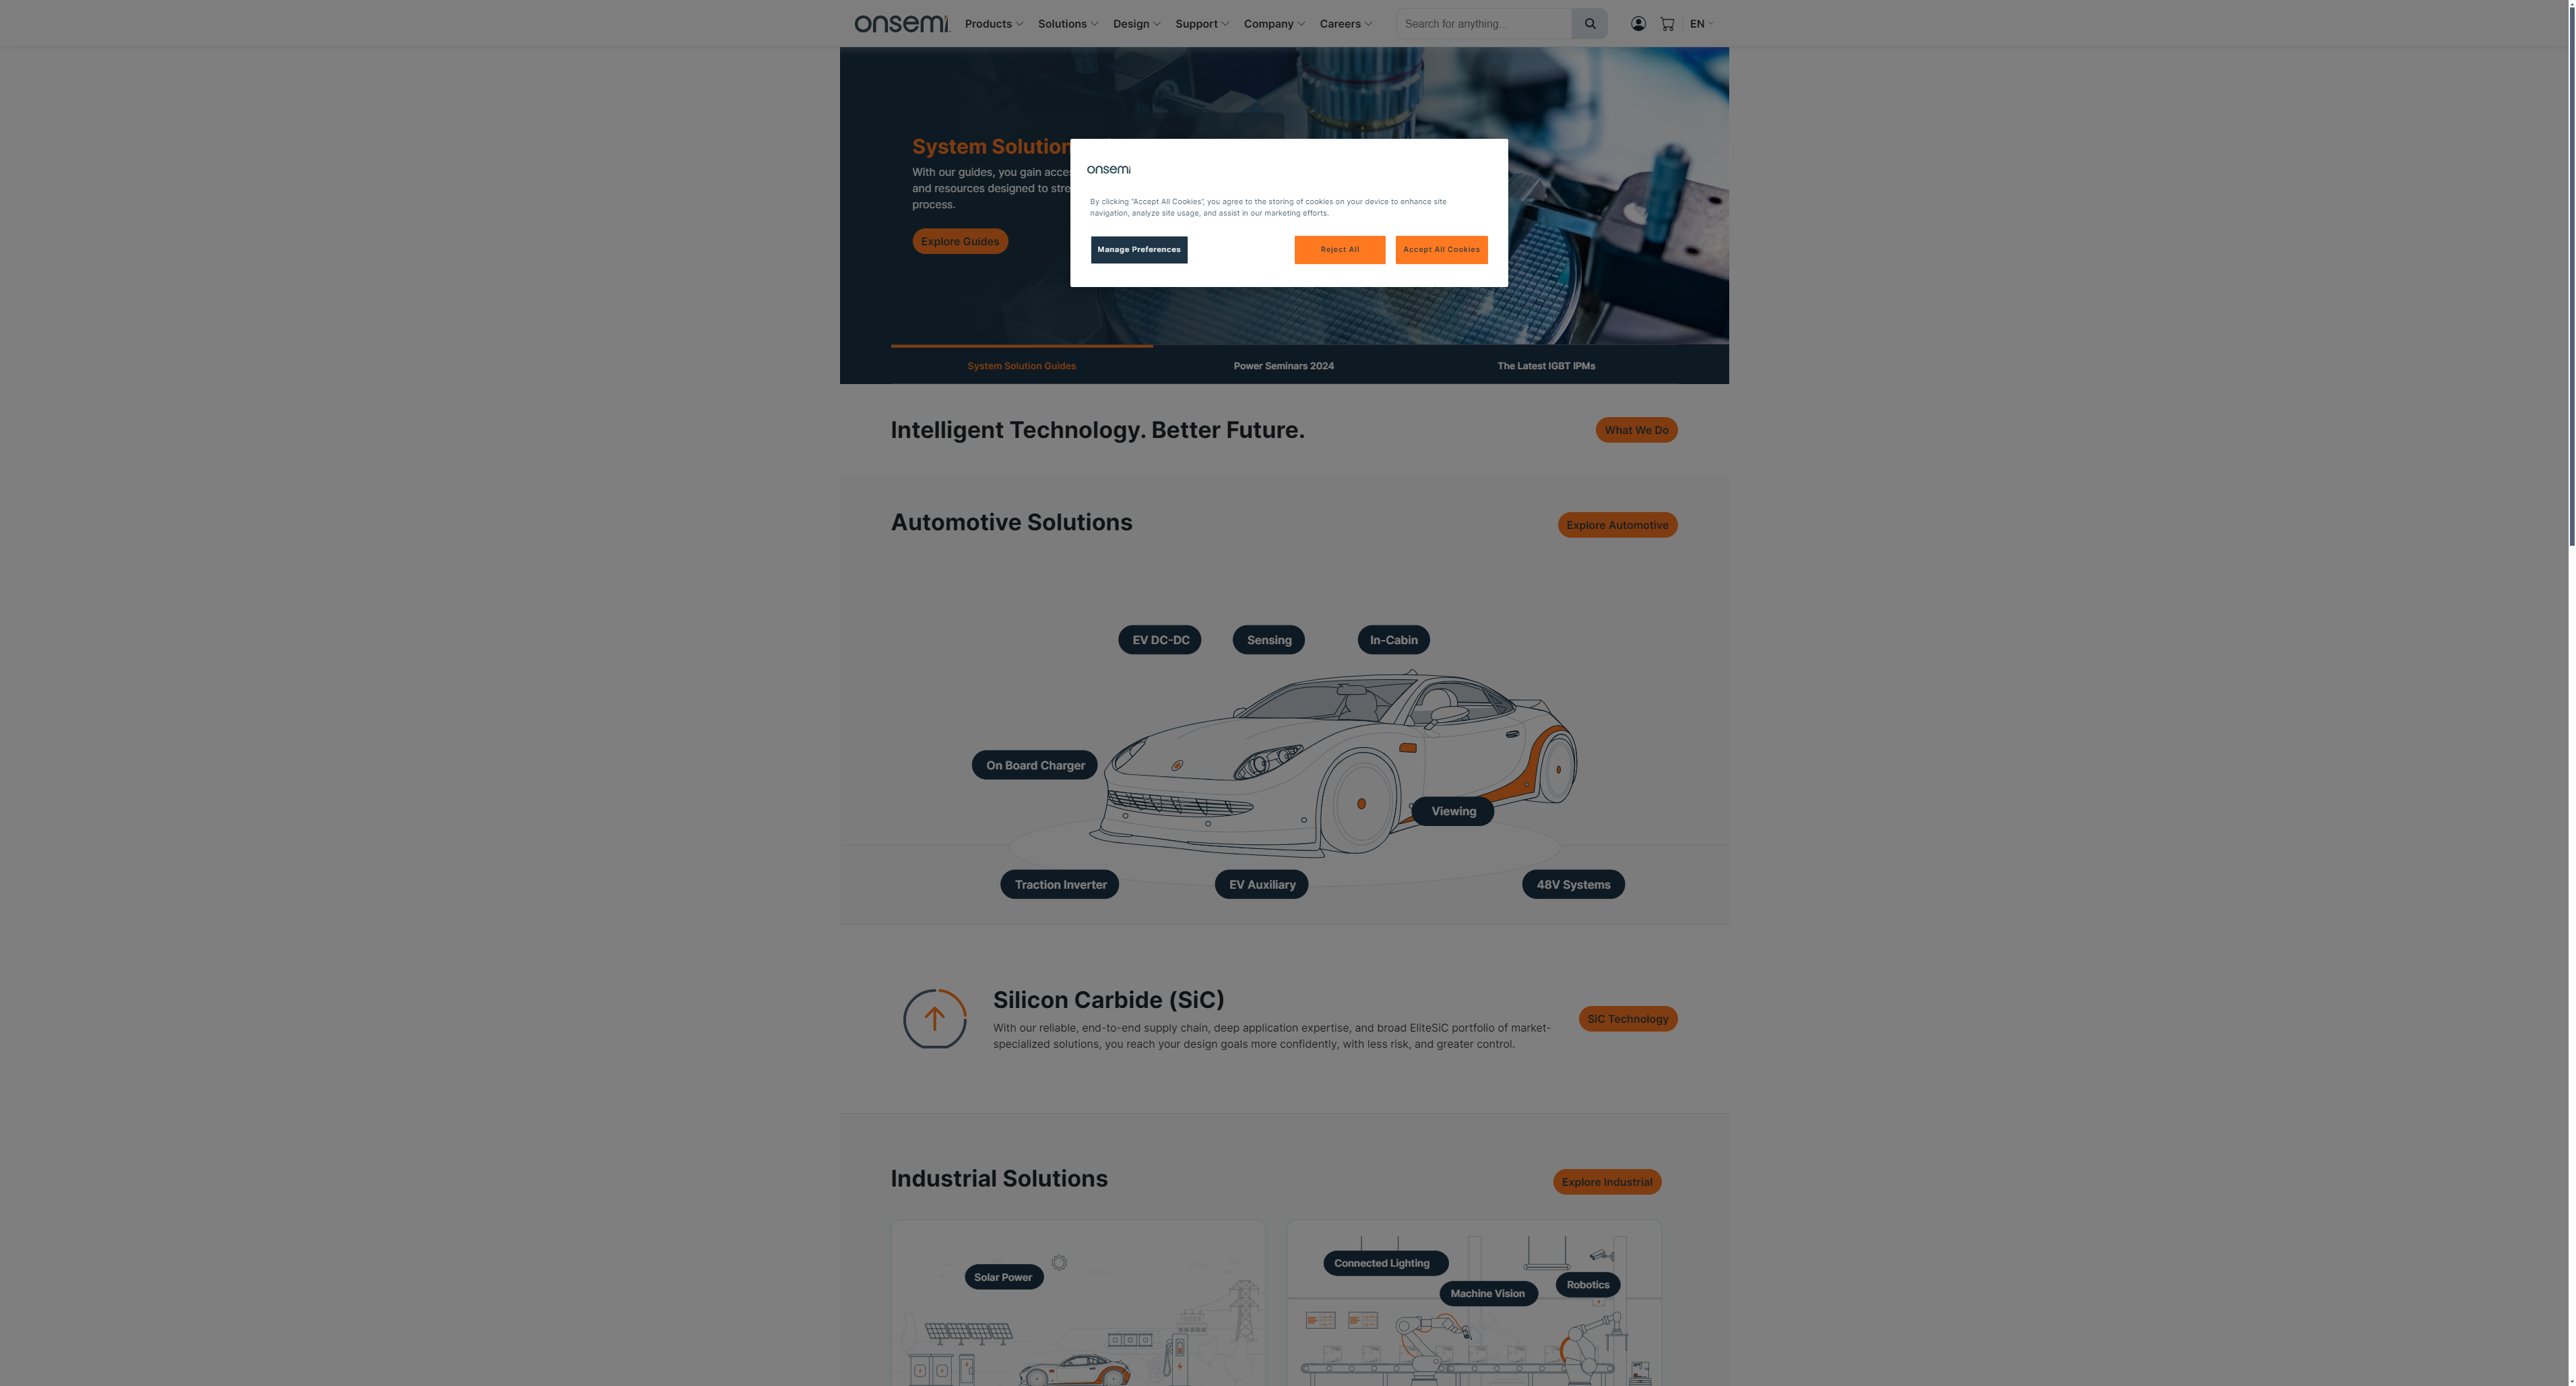 onsemi
Products
Solutions
Design
Support
Company
Careers
Search for anything...
EN
System Solution
With our guides, you gain
and resources designed to
process.
Explore Guides
onsemi
By clicking “Accept All Cookies”, you agree to the storing of cookies on your device to enhance site
navigation, analyze site usage, and assist in our marketing efforts.
Manage Preferences
Reject All
Accept All Cookies
System Solution Guides
Power Seminars 2024
The Latest IGBT IPMs
Intelligent Technology. Better Future.
What We Do
Automotive Solutions
Explore Automotive
EV DC-DC
Sensing
In-Cabin
On Board Charger
Viewing
Traction Inverter
EV Auxiliary
48V Systems
Silicon Carbide (SiC)
With our reliable, end-to-end supply chain, deep application expertise, and broad EliteSiC portfolio of market-
specialized solutions, you reach your design goals more confidently, with less risk, and greater control.
SiC Technology
Industrial Solutions
Explore Industrial
Solar Power
Connected Lighting
Machine Vision
Robotics